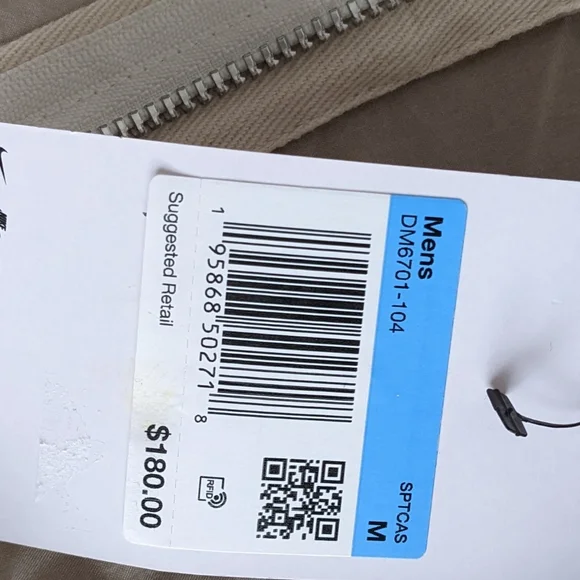 Mens
DM6701-104
SPTCAS
M
1 95868 50271 8
RFID
Suggested Retail
$180.00